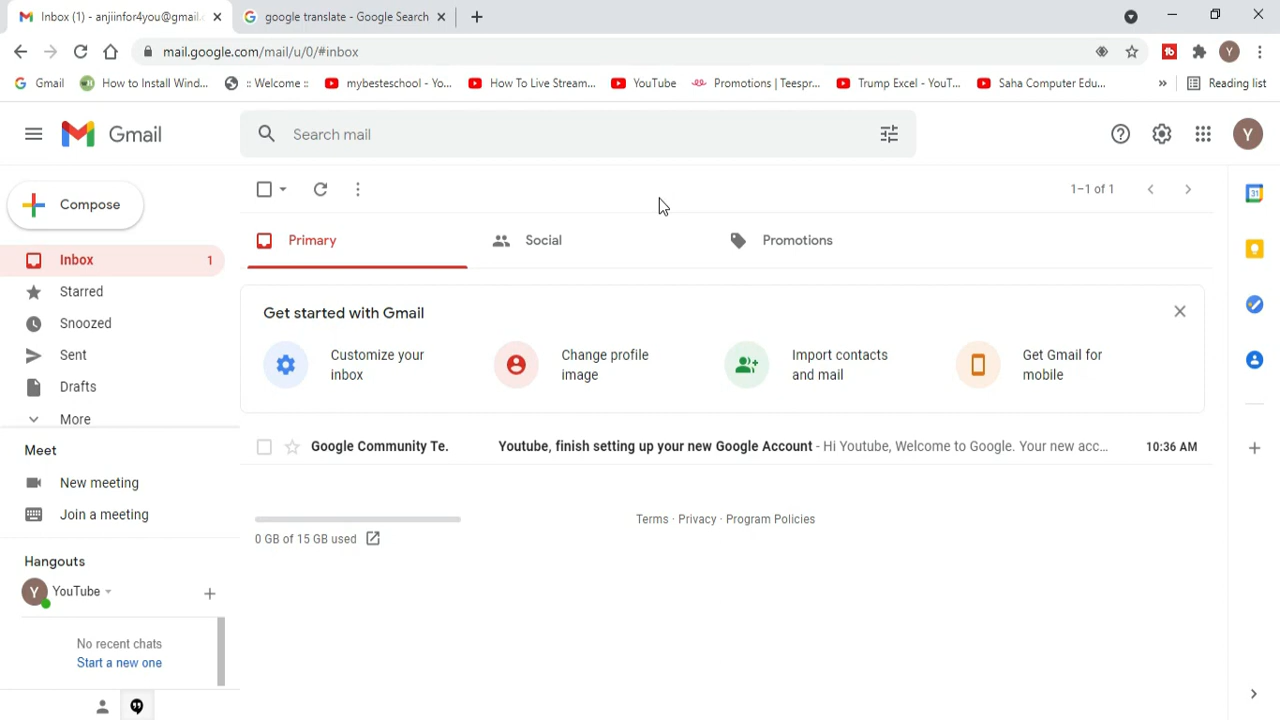 Inbox (1) - anjiinfor4you@gmail.
google translate - Google Search
mail.google.com/mail/u/0/#inbox
Gmail
How to Install Wind...
:: Welcome ::
mybesteschool - Yo...
How To Live Stream...
YouTube
Promotions | Teespr...
Trump Excel - YouT...
Saha Computer Edu...
»
Reading list
Gmail
Search mail
Y
Compose
1–1 of 1
Primary
Social
Promotions
Inbox 1
Starred
Snoozed
Sent
Drafts
More
Get started with Gmail
Customize your
inbox
Change profile
image
Import contacts
and mail
Get Gmail for
mobile
Google Community Te. Youtube, finish setting up your new Google Account - Hi Youtube, Welcome to Google. Your new acc... 10:36 AM
Terms · Privacy · Program Policies
0 GB of 15 GB used
Meet
New meeting
Join a meeting
Hangouts
Y YouTube
No recent chats
Start a new one